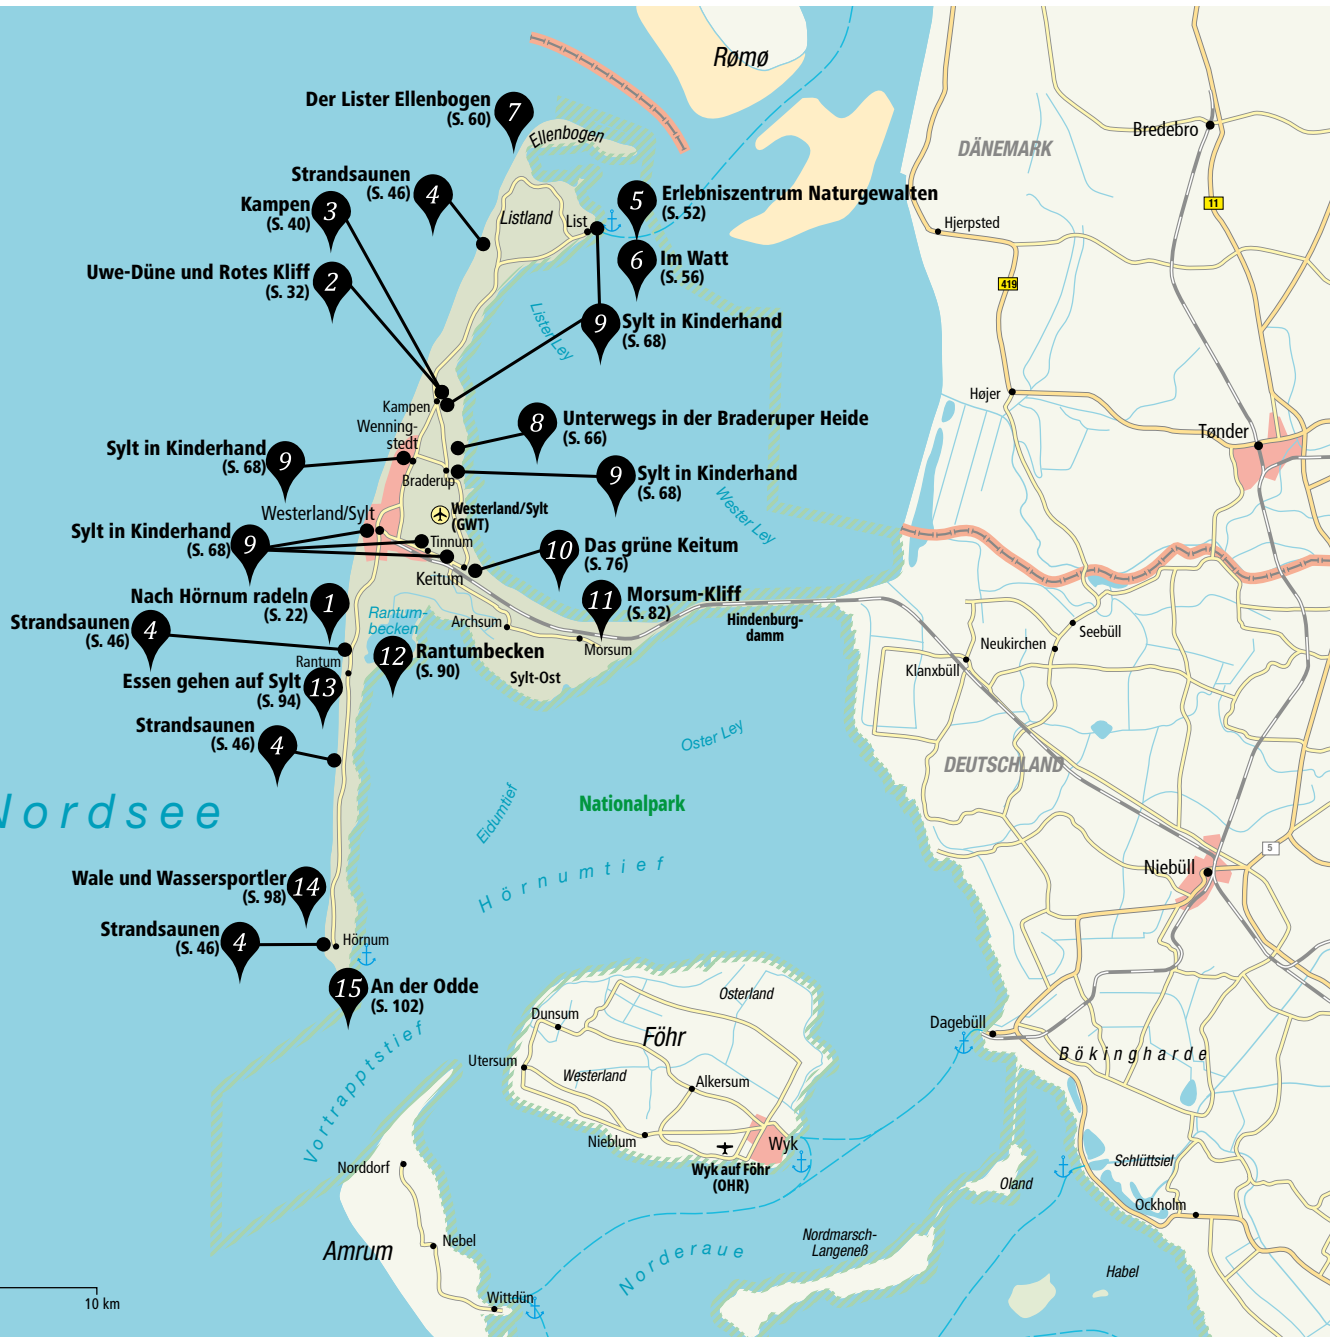 Rømø
Der Lister Ellenbogen
(S. 60)
7
Ellenbogen
Bredebro
DÄNEMARK
11
Strandsaunen
(S. 46)
4
Kampen
(S. 40)
3
Listland
List
5
Erlebniszentrum Naturgewalten
(S. 52)
Hjerpsted
6
Im Watt
(S. 56)
Uwe-Düne und Rotes Kliff
(S. 32)
2
419
Lister Ley
9
Sylt in Kinderhand
(S. 68)
Højer
Kampen
Wenning-
stedt
8
Unterwegs in der Braderuper Heide
(S. 66)
Tønder
Sylt in Kinderhand
(S. 68)
9
Braderup
9
Sylt in Kinderhand
(S. 68)
Wester Ley
Westerland/Sylt
Westerland/Sylt
(GWT)
Sylt in Kinderhand
(S. 68)
9
Tinnum
10
Das grüne Keitum
(S. 76)
Keitum
Nach Hörnum radeln
(S. 22)
1
11
Morsum-Kliff
(S. 82)
Hindenburg-
damm
Rantum-
becken
Archsum
Strandsaunen
(S. 46)
4
Seebüll
Neukirchen
Morsum
Rantum
12
Rantumbecken
(S. 90)
Klanxbüll
Sylt-Ost
Essen gehen auf Sylt
(S. 94)
13
Strandsaunen
(S. 46)
4
Oster Ley
DEUTSCHLAND
Nordsee
Eidumtief
Nationalpark
5
Niebüll
Hörnumtief
Wale und Wassersportler
(S. 98)
14
Strandsaunen
(S. 46)
4
Hörnum
15
An der Odde
(S. 102)
Osterland
Dunsum
Föhr
Dagebüll
Bökingharde
Vortrapptstief
Utersum
Westerland
Alkersum
Nieblum
Wyk
Norddorf
Wyk auf Föhr
(OHR)
Schlüttsiel
Oland
Ockholm
Amrum
Nebel
Norderaue
Nordmarsch-
Langeneß
Habel
Wittdün
10 km